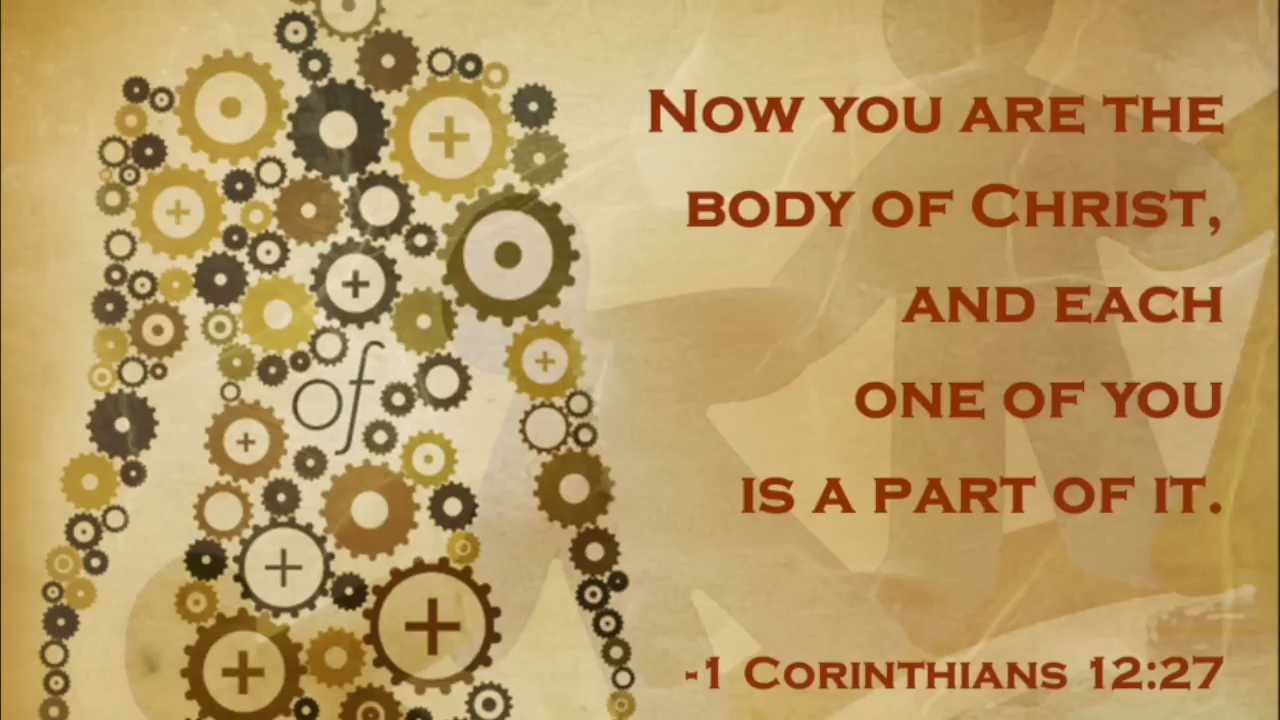 Now you are the
body of Christ,
and each
one of you
is a part of it.
of
-1 Corinthians 12:27